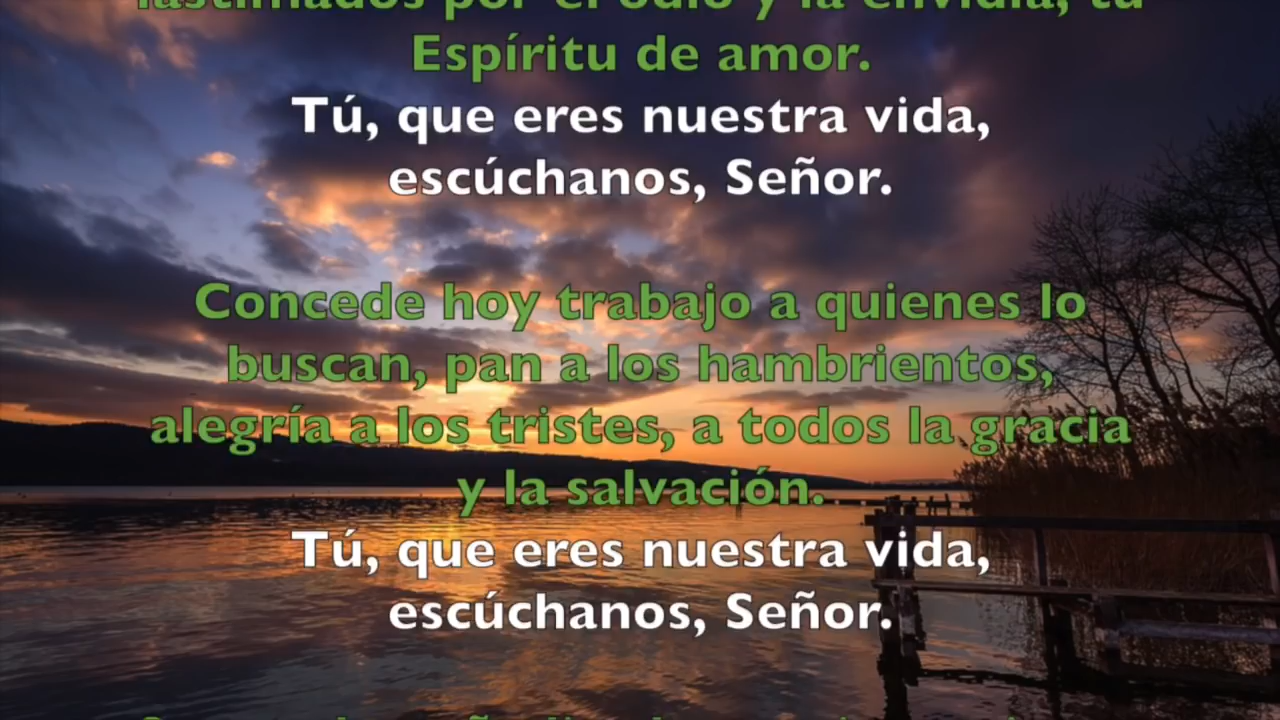 lastimados por el odio y la envidia, tu
Espíritu de amor.
Tú, que eres nuestra vida,
escúchanos, Señor.
Concede hoy trabajo a quienes lo
buscan, pan a los hambrientos,
alegría a los tristes, a todos la gracia
y la salvación.
Tú, que eres nuestra vida,
escúchanos, Señor.